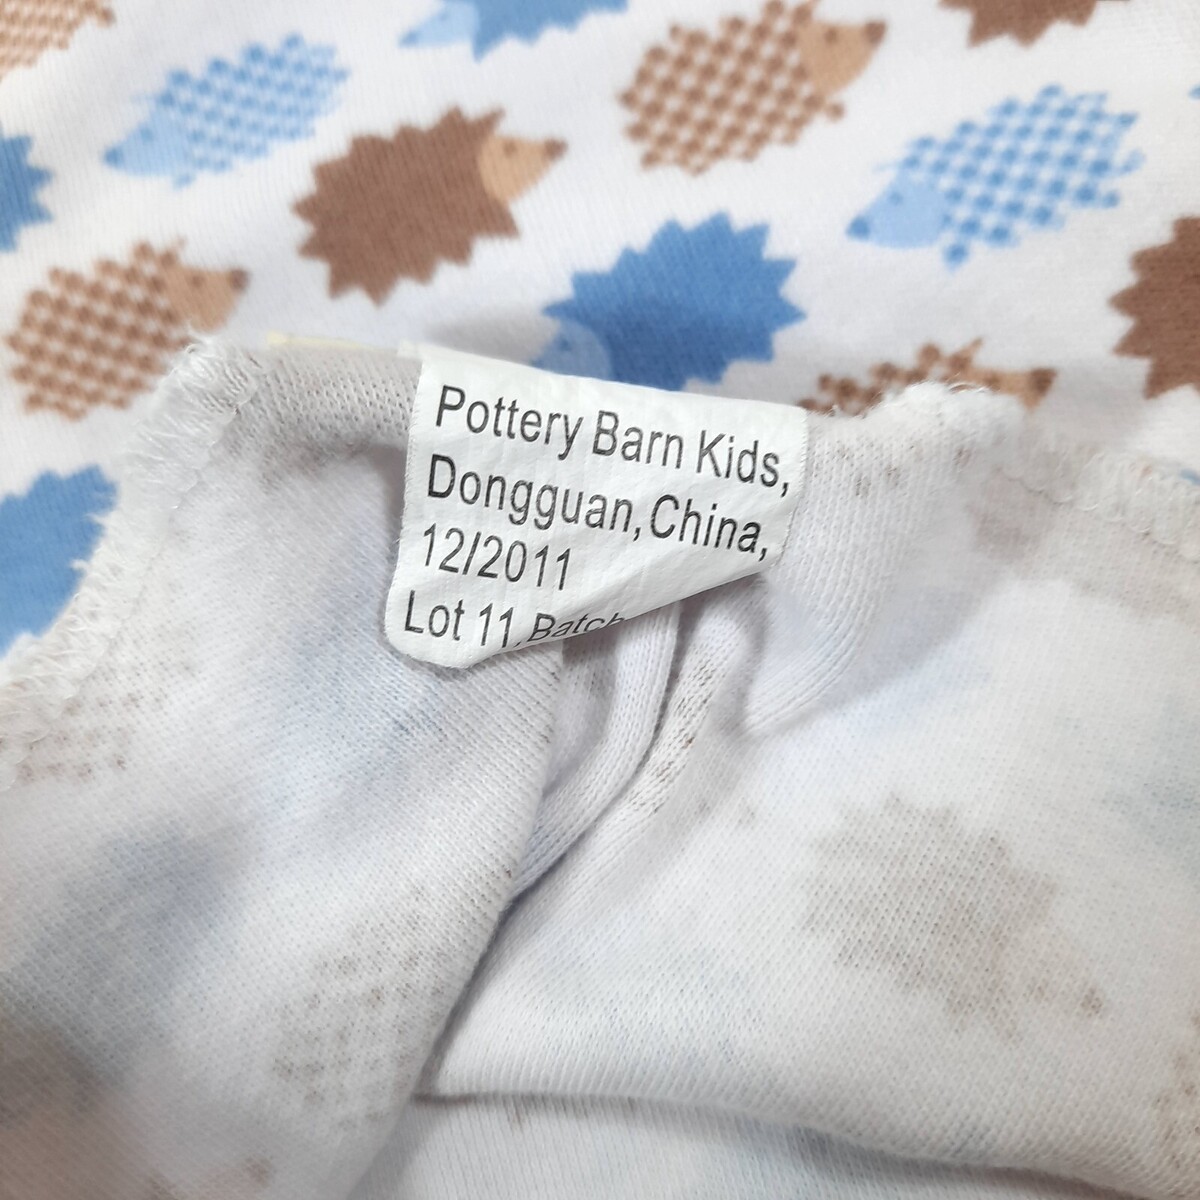 Pottery Barn Kids,
Dongguan,China,
12/2011
Lot 11,Batch